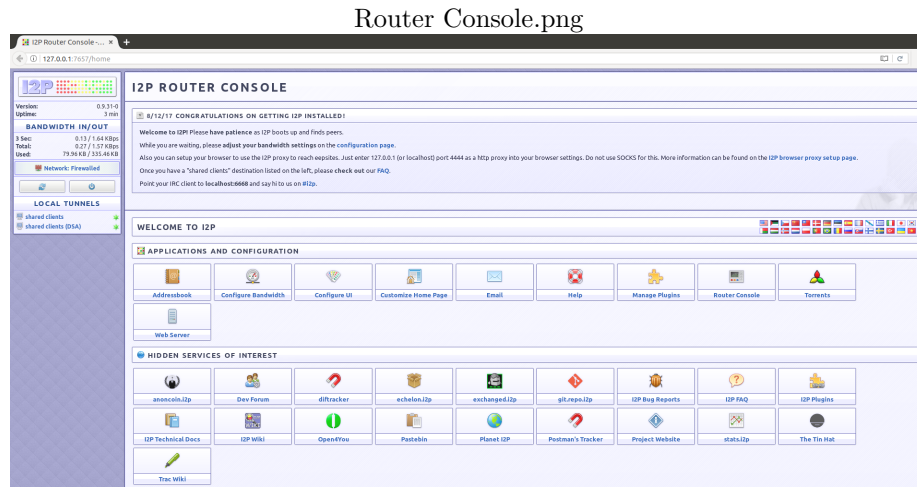 Router Console.png
I2P Router Console -... ×
+
127.0.0.1:7657/home
I2P
I2P ROUTER CONSOLE
Version: 0.9.31-0
Uptime: 3 min
BANDWIDTH IN/OUT
3 Sec: 0.13 / 1.64 KBps
Total: 0.27 / 1.57 KBps
Used: 79.96 KB / 335.46 KB
Network: Firewalled
LOCAL TUNNELS
shared clients
shared clients (DSA)
8/12/17 CONGRATULATIONS ON GETTING I2P INSTALLED!
Welcome to I2P! Please have patience as I2P boots up and finds peers.
While you are waiting, please adjust your bandwidth settings on the configuration page.
Also you can setup your browser to use the I2P proxy to reach eepsites. Just enter 127.0.0.1 (or localhost) port 4444 as a http proxy into your browser settings. Do not use SOCKS for this. More information can be found on the I2P browser proxy setup page.
Once you have a "shared clients" destination listed on the left, please check out our FAQ.
Point your IRC client to localhost:6668 and say hi to us on #i2p.
WELCOME TO I2P
APPLICATIONS AND CONFIGURATION
Addressbook
Configure Bandwidth
Configure UI
Customize Home Page
Email
Help
Manage Plugins
Router Console
Torrents
Web Server
HIDDEN SERVICES OF INTEREST
anoncoin.i2p
Dev Forum
diftracker
echelon.i2p
exchanged.i2p
git.repo.i2p
I2P Bug Reports
I2P FAQ
I2P Plugins
I2P Technical Docs
I2P Wiki
Open4You
Pastebin
Planet I2P
Postman's Tracker
Project Website
stats.i2p
The Tin Hat
Trac Wiki